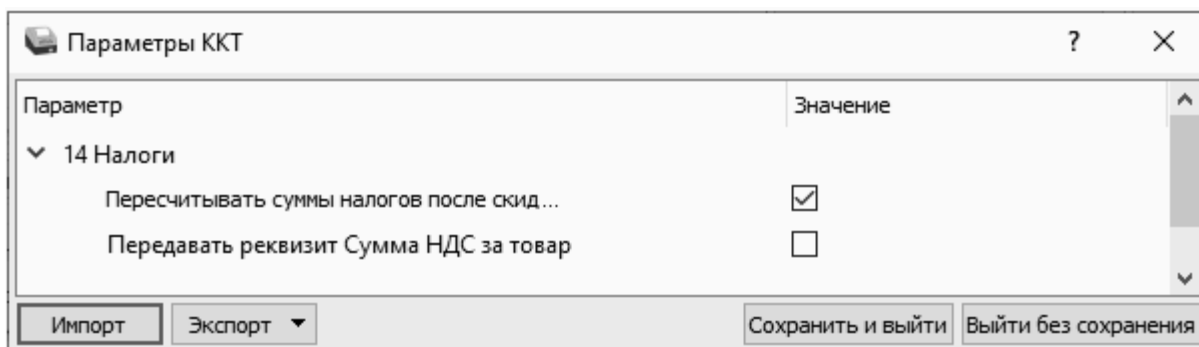 Параметры ККТ ?
Параметр Значение
14 Налоги
Пересчитывать суммы налогов после скид...
Передавать реквизит Сумма НДС за товар
Импорт Экспорт Сохранить и выйти Выйти без сохранения